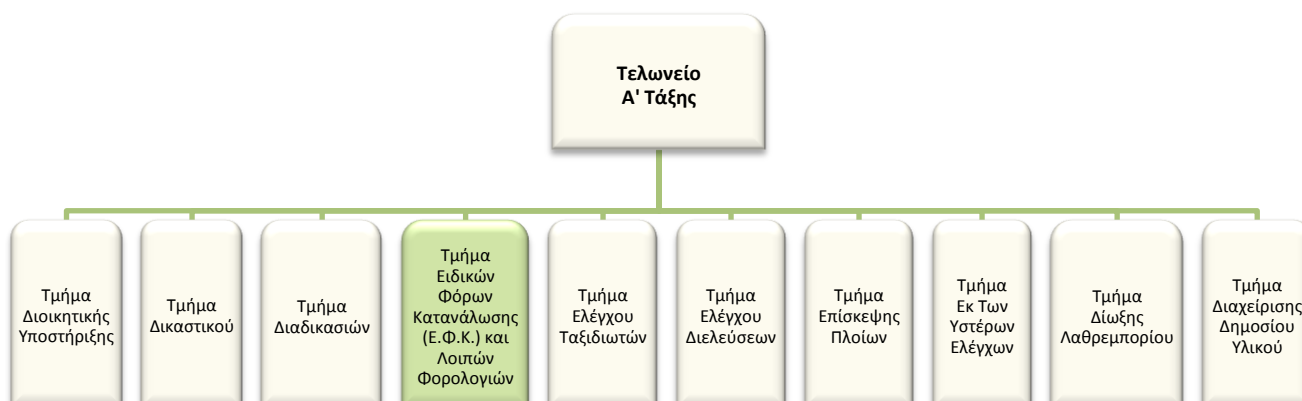 Τελωνείο
Α' Τάξης
Τμήμα
Διοικητικής
Υποστήριξης
Τμήμα
Δικαστικού
Τμήμα
Διαδικασιών
Τμήμα
Ειδικών
Φόρων
Κατανάλωσης
(Ε.Φ.Κ.) και
Λοιπών
Φορολογιών
Τμήμα
Ελέγχου
Ταξιδιωτών
Τμήμα
Ελέγχου
Διελεύσεων
Τμήμα
Επίσκεψης
Πλοίων
Τμήμα
Εκ Των
Υστέρων
Ελέγχων
Τμήμα
Δίωξης
Λαθρεμπορίου
Τμήμα
Διαχείρισης
Δημοσίου
Υλικού